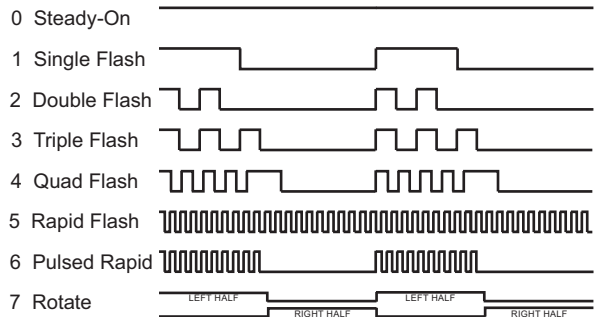 0 Steady-On
1 Single Flash
2 Double Flash
3 Triple Flash
4 Quad Flash
5 Rapid Flash
6 Pulsed Rapid
7 Rotate
LEFT HALF
LEFT HALF
RIGHT HALF
RIGHT HALF